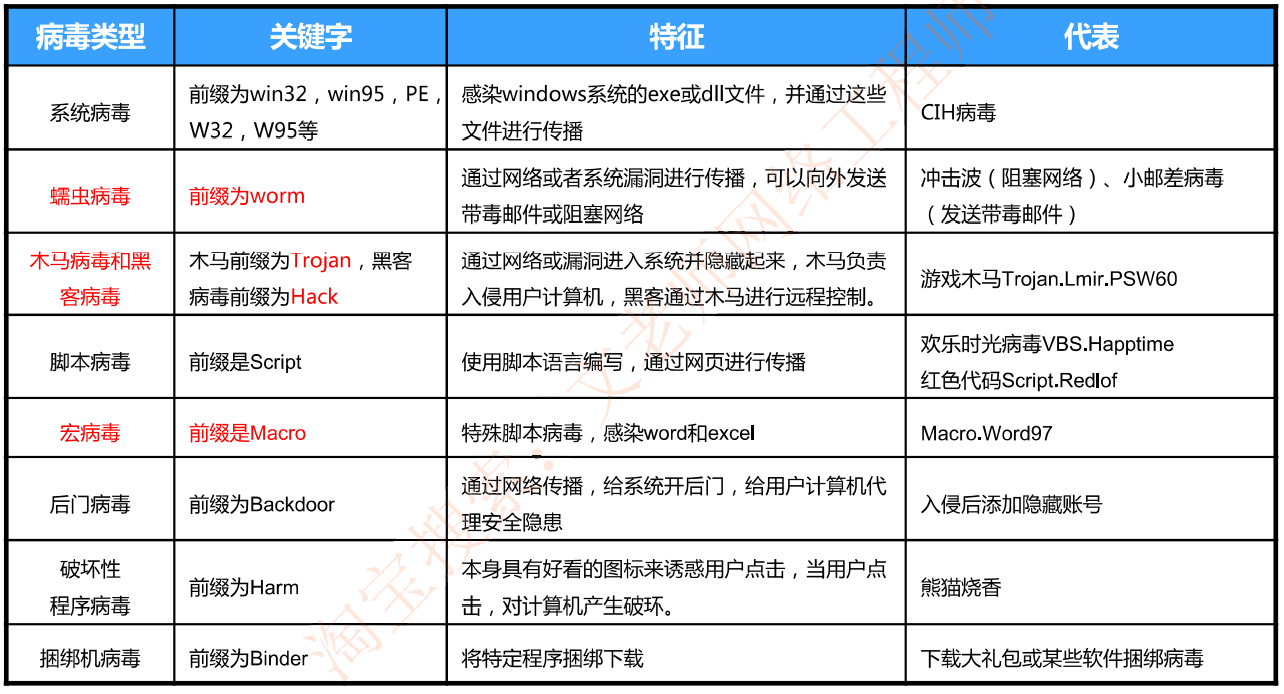 病毒类型 关键字 特征 代表
系统病毒
前缀为win32，win95，PE，
W32，W95等
感染windows系统的exe或dll文件，并通过这些
文件进行传播
CIH病毒
蠕虫病毒
前缀为worm
通过网络或者系统漏洞进行传播，可以向外发送
带毒邮件或阻塞网络
冲击波（阻塞网络）、小邮差病毒
（发送带毒邮件）
木马病毒和黑
客病毒
木马前缀为Trojan，黑客
病毒前缀为Hack
通过网络或漏洞进入系统并隐藏起来，木马负责
入侵用户计算机，黑客通过木马进行远程控制。
游戏木马Trojan.Lmir.PSW60
脚本病毒
前缀是Script
使用脚本语言编写，通过网页进行传播
欢乐时光病毒VBS.Happtime
红色代码Script.Redlof
宏病毒
前缀是Macro
特殊脚本病毒，感染word和excel
Macro.Word97
后门病毒
前缀为Backdoor
通过网络传播，给系统开后门，给用户计算机代
理安全隐患
入侵后添加隐藏账号
破坏性
程序病毒
前缀为Harm
本身具有好看的图标来诱惑用户点击，当用户点
击，对计算机产生破环。
熊猫烧香
捆绑机病毒
前缀为Binder
将特定程序捆绑下载
下载大礼包或某些软件捆绑病毒
淘宝搜索：文老师网络工程师